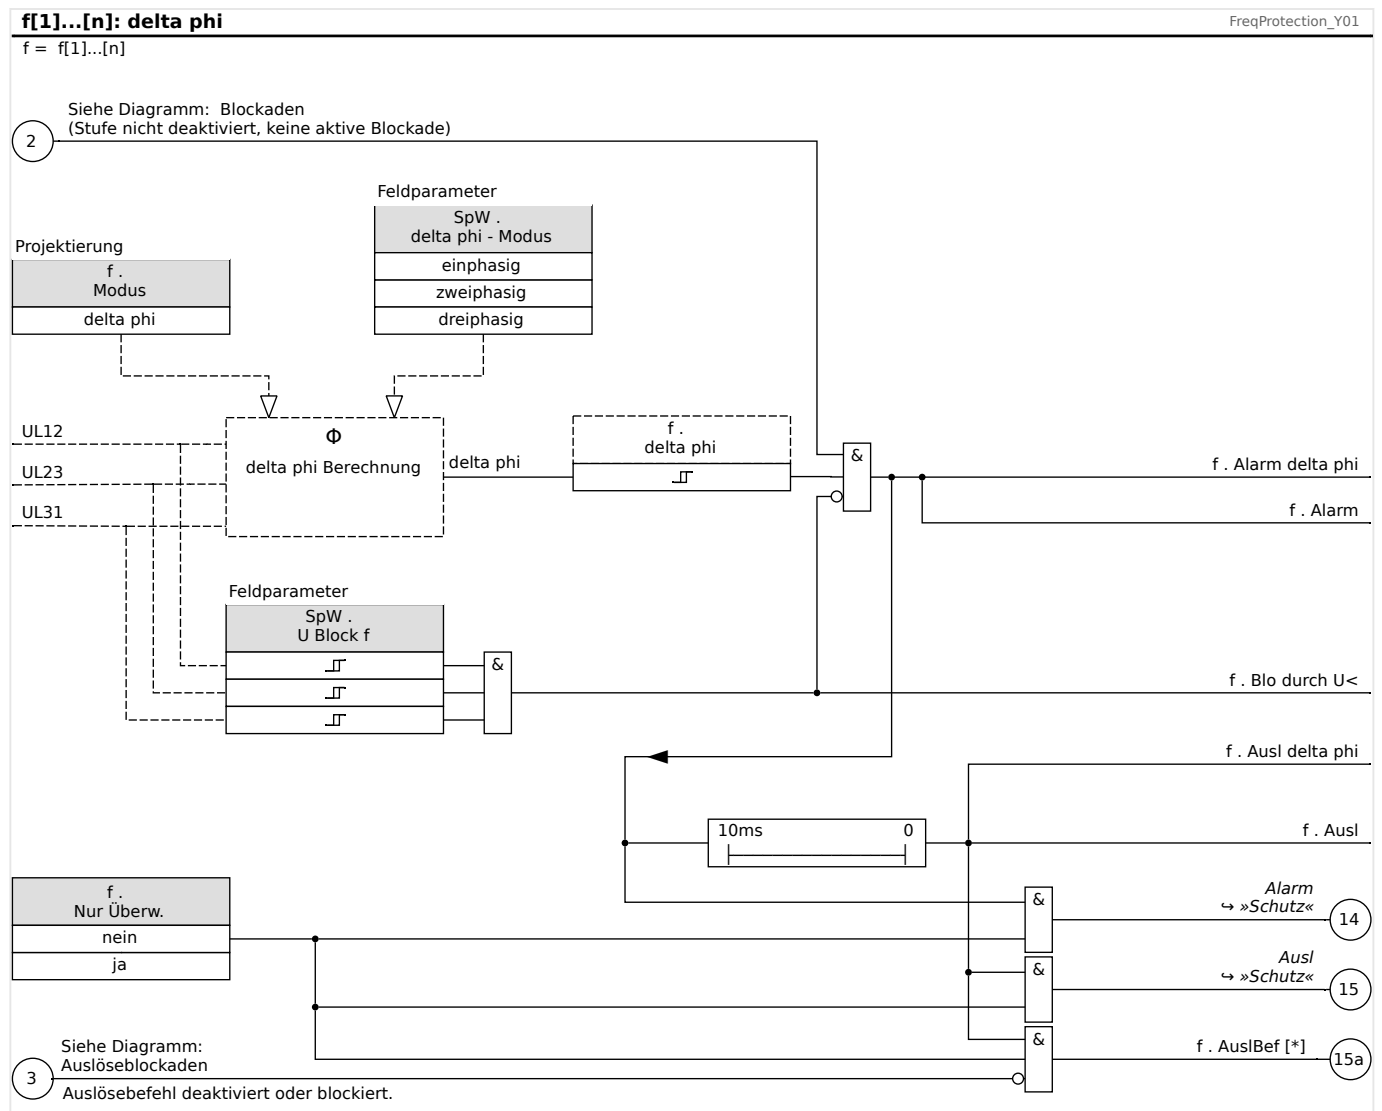 f[1]...[n]: delta phi
FreqProtection_Y01
f = f[1]...[n]
Siehe Diagramm: Blockaden
(Stufe nicht deaktiviert, keine aktive Blockade)
2
Feldparameter
SpW .
delta phi - Modus
einphasig
zweiphasig
dreiphasig
Projektierung
f .
Modus
delta phi
UL12
UL23
UL31
Φ
delta phi Berechnung
delta phi
f .
delta phi
&
f . Alarm delta phi
f . Alarm
Feldparameter
SpW .
U Block f
&
f . Blo durch U<
f . Ausl delta phi
10ms 0
f . Ausl
f .
Nur Überw.
nein
ja
&
Alarm
↪ »Schutz«
14
&
Ausl
↪ »Schutz«
15
&
f . AuslBef [*]
15a
Siehe Diagramm:
Auslöseblockaden
3
Auslösebefehl deaktiviert oder blockiert.